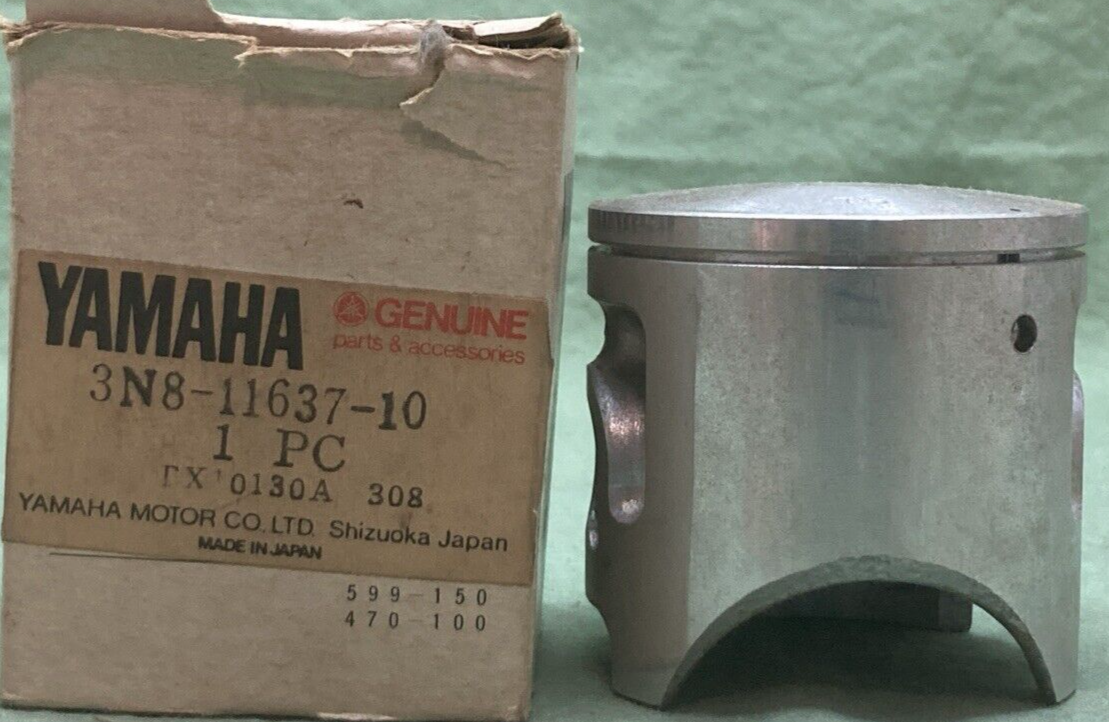 YAMAHA GENUINE
parts & accessories
3N8-11637-10
1 PC
0130A 308
YAMAHA MOTOR CO.,LTD. Shizuoka Japan
MADE IN JAPAN
599-150
470-100